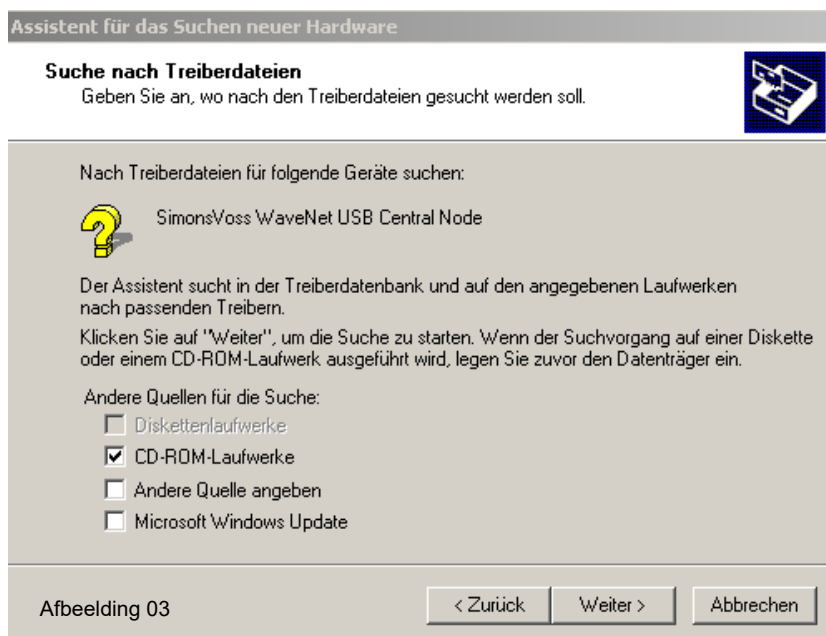 Assistent für das Suchen neuer Hardware
Suche nach Treiberdateien
Geben Sie an, wo nach den Treiberdateien gesucht werden soll.
Nach Treiberdateien für folgende Geräte suchen:
SimonsVoss WaveNet USB Central Node
Der Assistent sucht in der Treiberdatenbank und auf den angegebenen Laufwerken
nach passenden Treibern.
Klicken Sie auf "Weiter", um die Suche zu starten. Wenn der Suchvorgang auf einer Diskette
oder einem CD-ROM-Laufwerk ausgeführt wird, legen Sie zuvor den Datenträger ein.
Andere Quellen für die Suche:
Diskettenlaufwerke
CD-ROM-Laufwerke
Andere Quelle angeben
Microsoft Windows Update
Afbeelding 03 < Zurück Weiter > Abbrechen